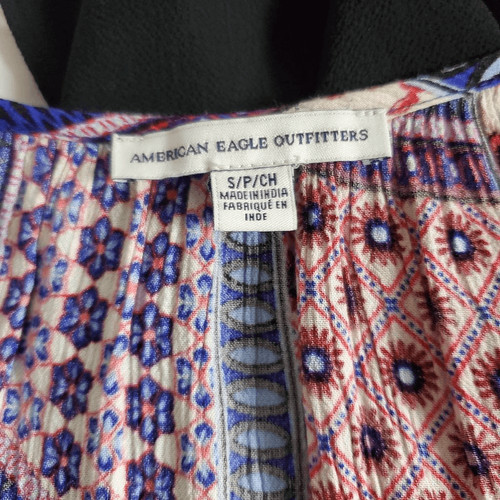 AMERICAN EAGLE OUTFITTERS
S/P/CH
MADE IN INDIA
FABRIQUÉ EN
INDE